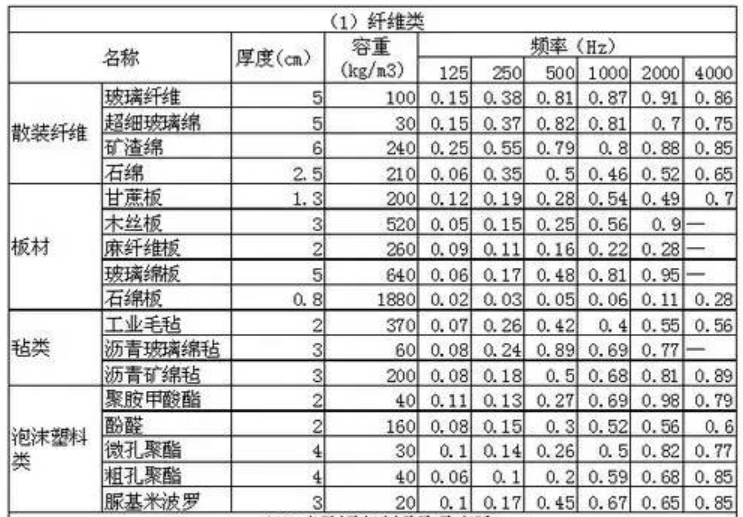 （1）纤维类
名称 厚度(cm) 容重(kg/m3) 频率（Hz）
125 250 500 1000 2000 4000
散装纤维 玻璃纤维 5 100 0.15 0.38 0.81 0.87 0.91 0.86
超细玻璃绵 5 30 0.15 0.37 0.82 0.81 0.7 0.75
矿渣绵 6 240 0.25 0.55 0.79 0.8 0.88 0.85
石绵 2.5 210 0.06 0.35 0.5 0.46 0.52 0.65
板材 甘蔗板 1.3 200 0.12 0.19 0.28 0.54 0.49 0.7
木丝板 3 520 0.05 0.15 0.25 0.56 0.9 —
麻纤维板 2 260 0.09 0.11 0.16 0.22 0.28 —
玻璃绵板 5 640 0.06 0.17 0.48 0.81 0.95 —
石绵板 0.8 1880 0.02 0.03 0.05 0.06 0.11 0.28
毡类 工业毛毡 2 370 0.07 0.26 0.42 0.4 0.55 0.56
沥青玻璃绵毡 3 60 0.08 0.24 0.89 0.69 0.77 —
沥青矿绵毡 3 200 0.08 0.18 0.5 0.68 0.81 0.89
泡沫塑料类 聚胺甲酸酯 2 40 0.11 0.13 0.27 0.69 0.98 0.79
酚醛 2 160 0.08 0.15 0.3 0.52 0.56 0.6
微孔聚酯 4 30 0.1 0.14 0.26 0.5 0.82 0.77
粗孔聚酯 4 40 0.06 0.1 0.2 0.59 0.68 0.85
脲基米波罗 3 20 0.1 0.17 0.45 0.67 0.65 0.85